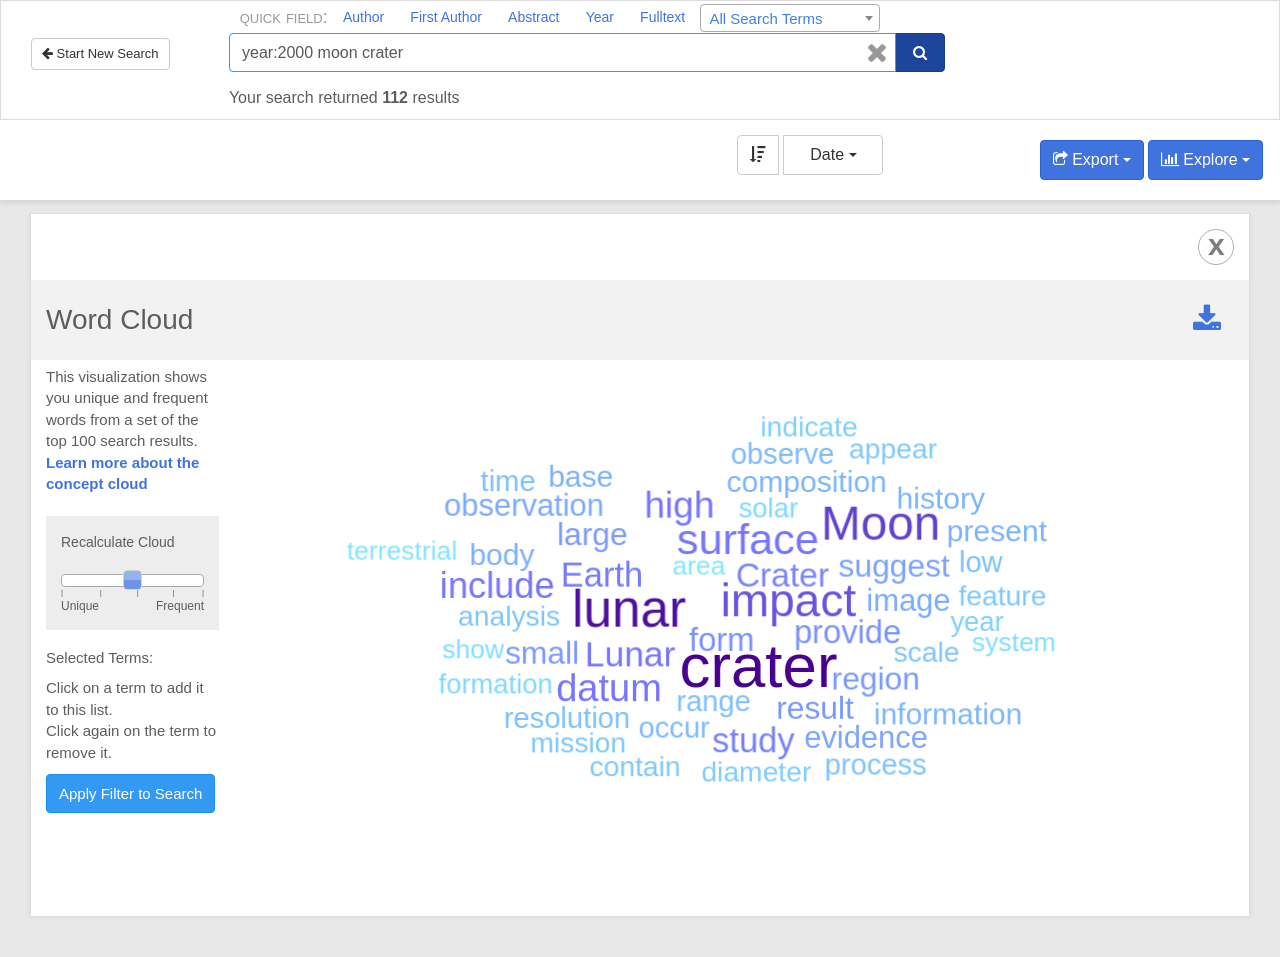 QUICK FIELD: Author First Author Abstract Year Fulltext All Search Terms
Start New Search
year:2000 moon crater
Your search returned 112 results
Date
Export
Explore
X
Word Cloud
This visualization shows
you unique and frequent
words from a set of the
top 100 search results.
Learn more about the
concept cloud
Recalculate Cloud
Unique Frequent
Selected Terms:
Click on a term to add it
to this list.
Click again on the term to
remove it.
Apply Filter to Search
indicate
observe appear
time base composition
observation high solar history
large surface Moon present
terrestrial body area suggest low
include Earth Crater
lunar impact image feature
analysis year
form provide system
show small Lunar scale
crater region
formation datum range
resolution occur result information
mission study evidence
contain diameter process